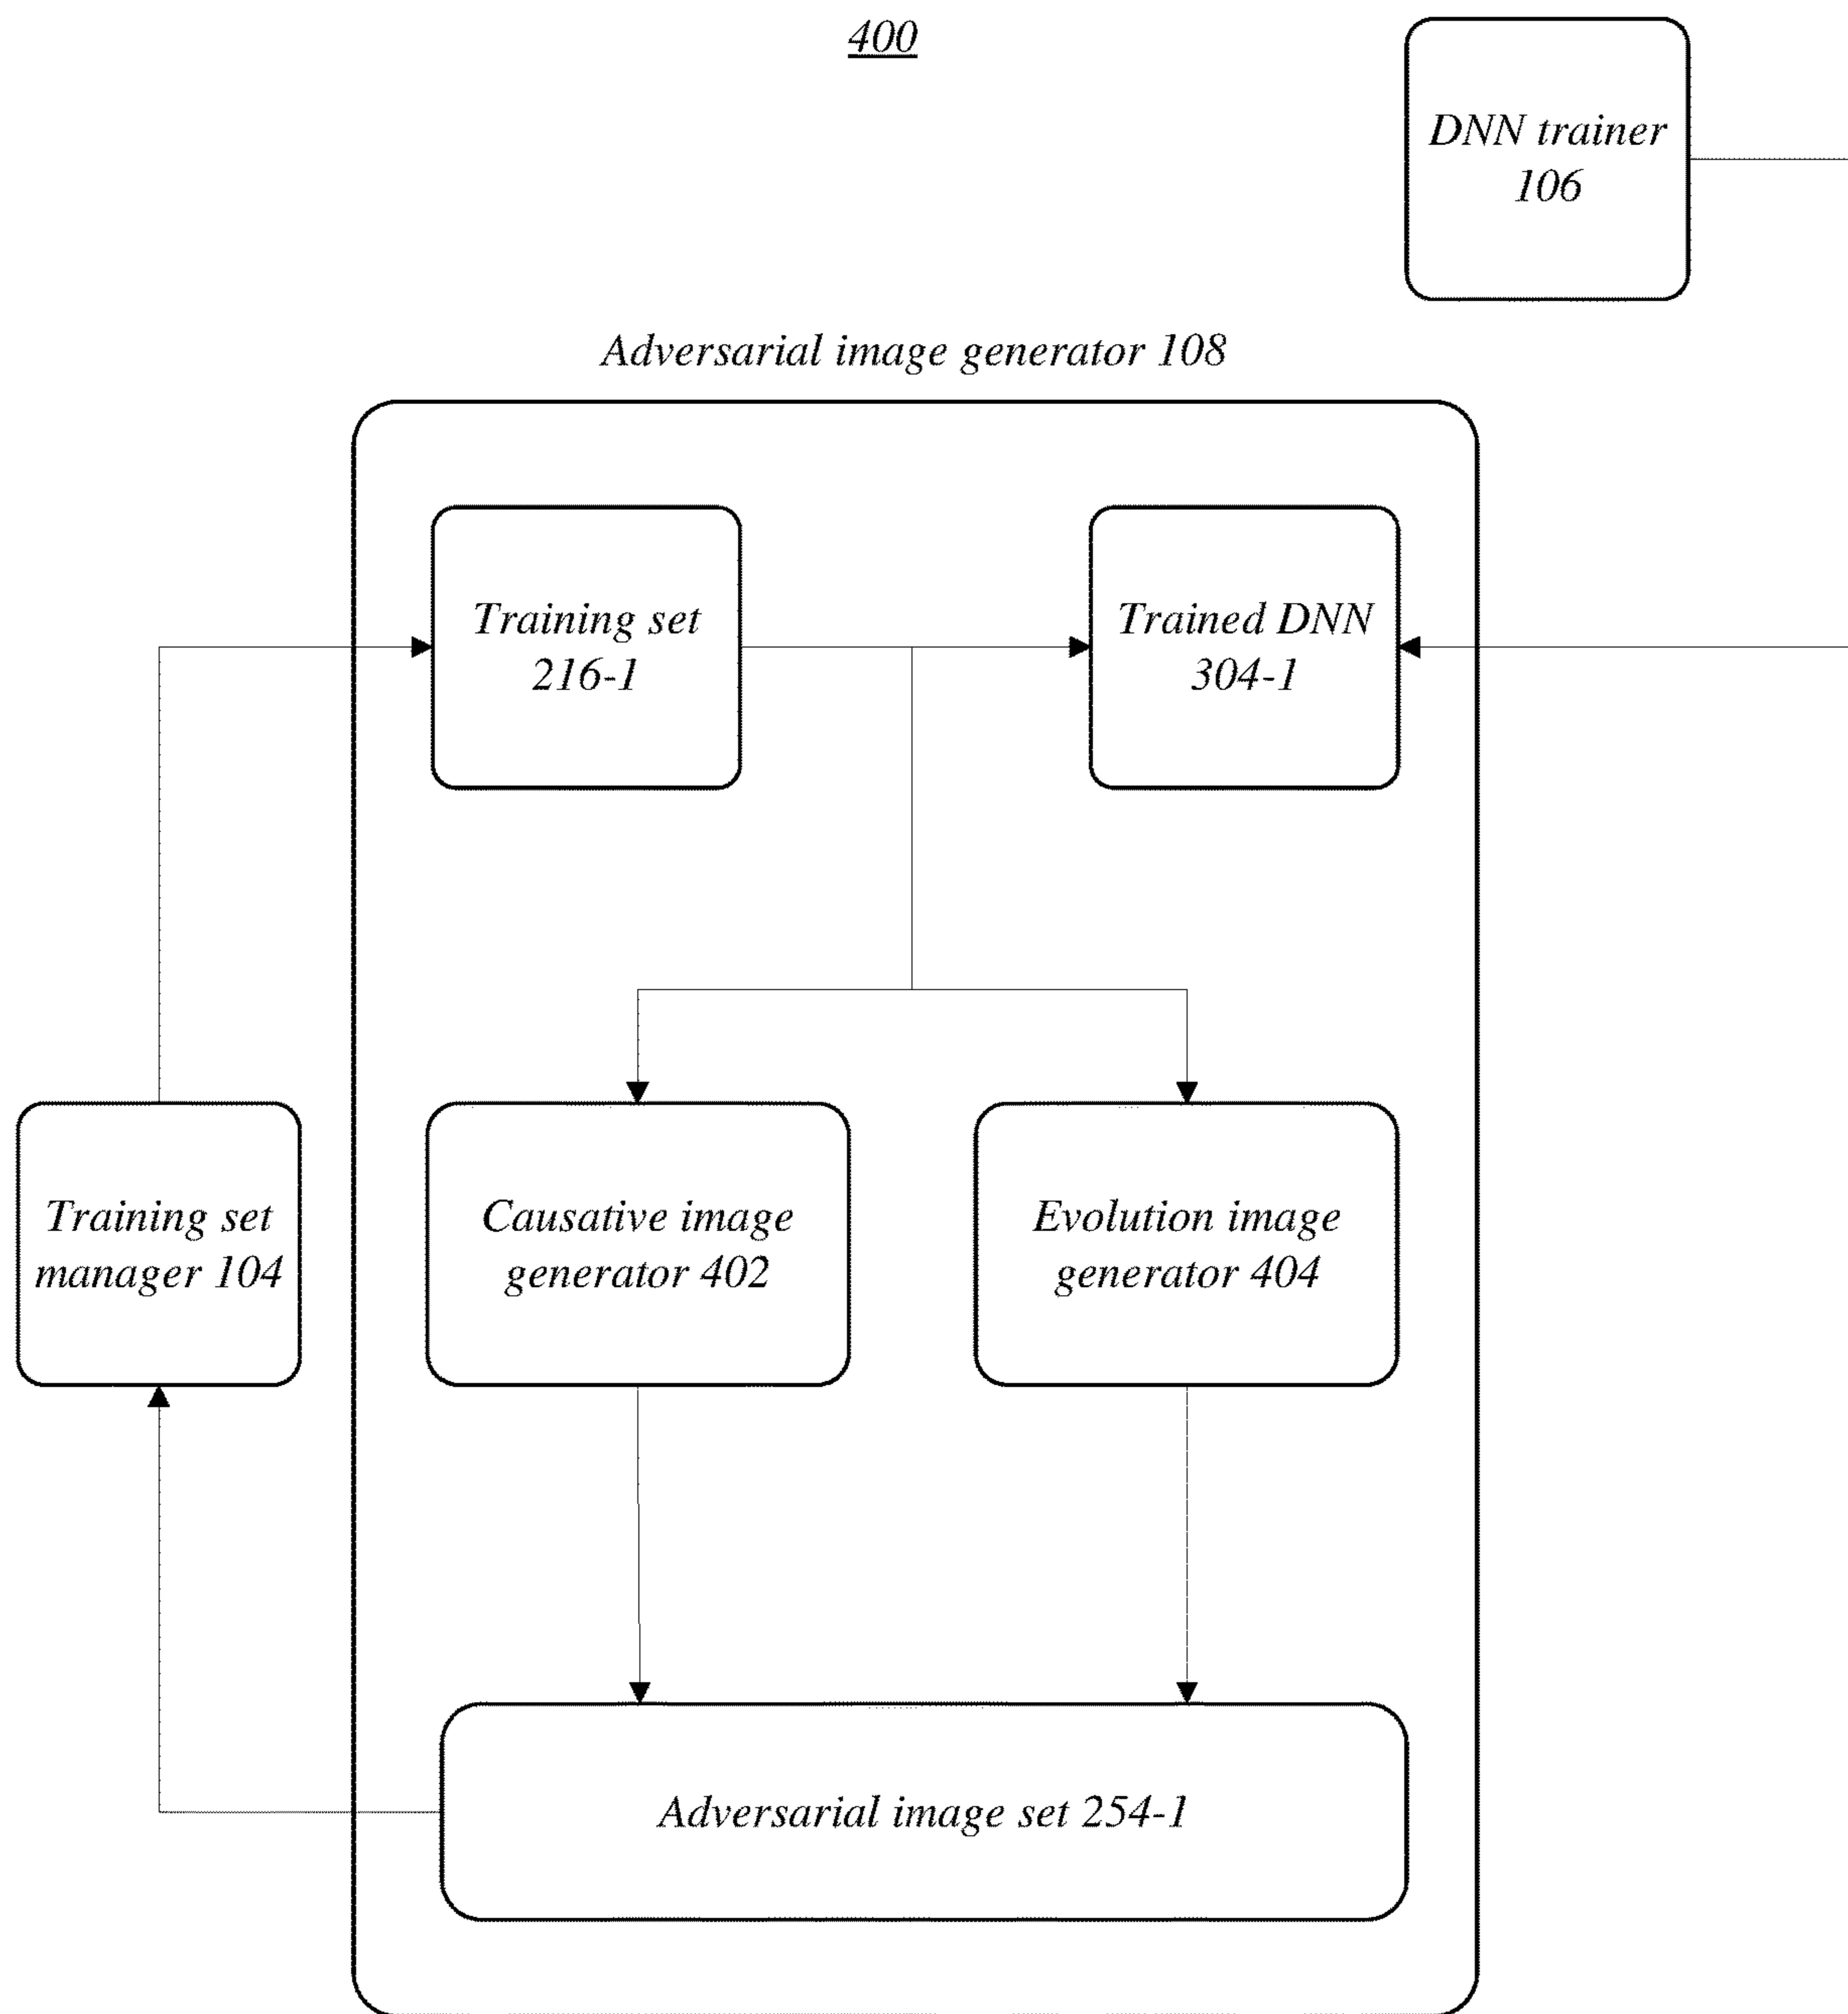 400
DNN trainer
106
Adversarial image generator 108
Training set
216-1
Trained DNN
304-1
Training set
manager 104
Causative image
generator 402
Evolution image
generator 404
Adversarial image set 254-1